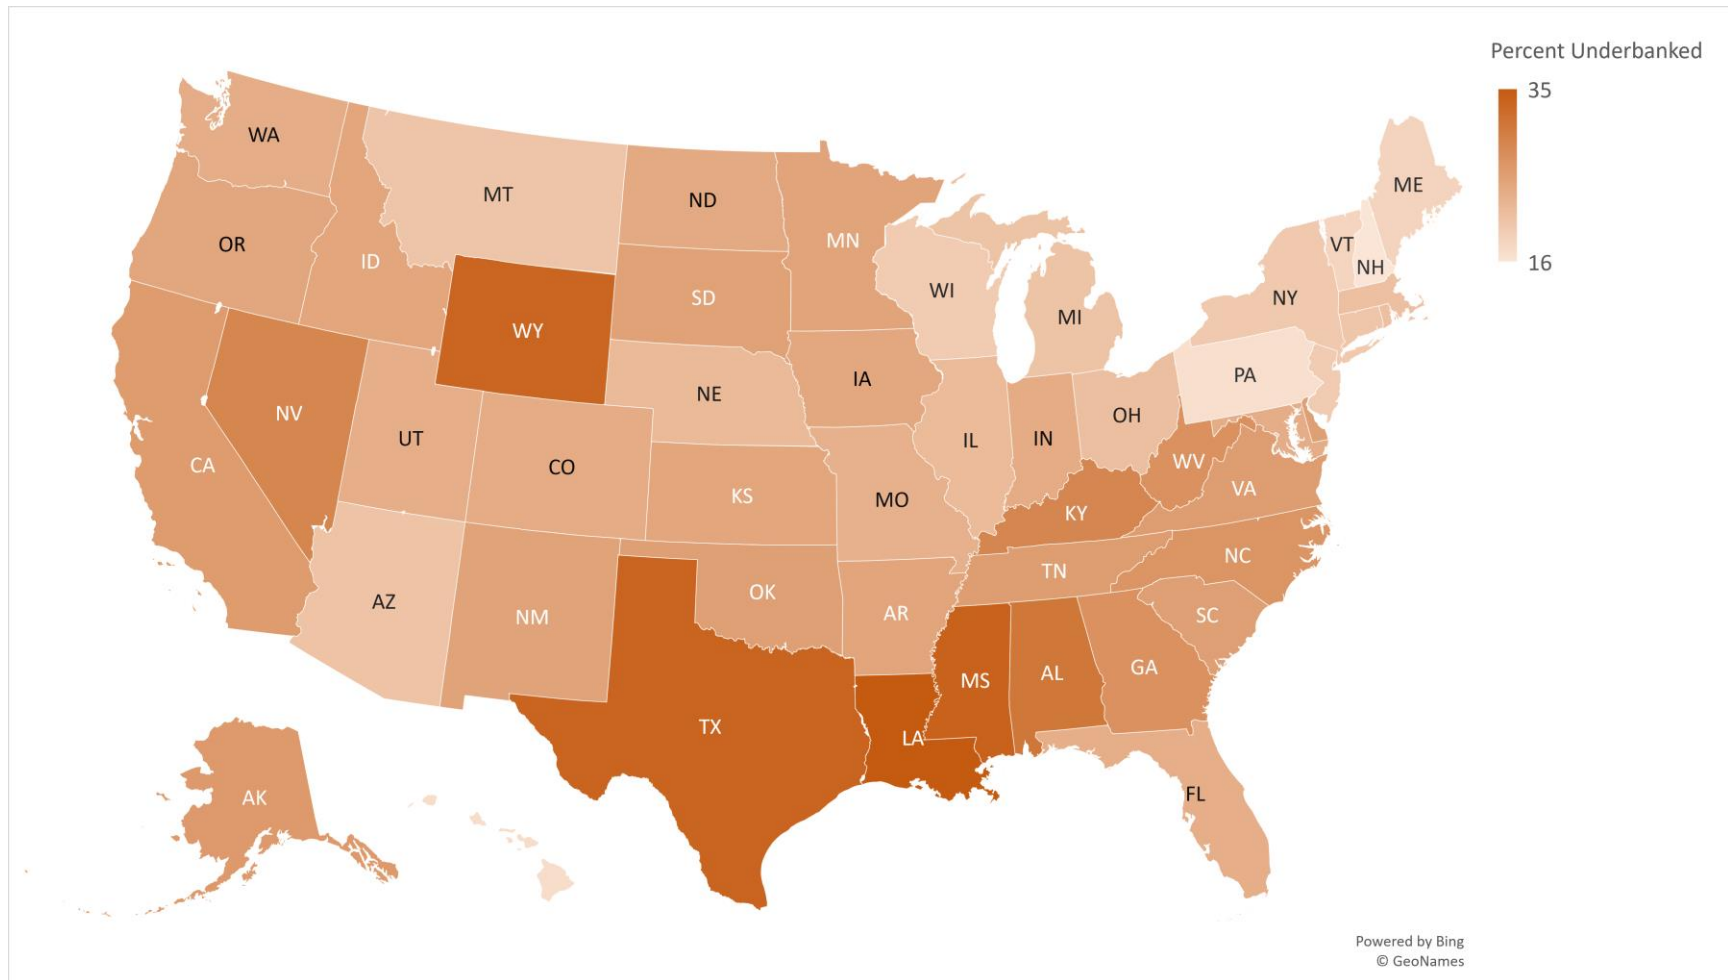 Percent Underbanked
35
16
WA
MT
ND
MN
ME
OR
ID
SD
WI
MI
VT
NH
NY
WY
NE
IA
PA
NV
UT
CO
IL
IN
OH
CA
KS
MO
WV
VA
KY
NC
AZ
NM
OK
AR
TN
SC
TX
LA
MS
AL
GA
AK
FL
Powered by Bing
© GeoNames